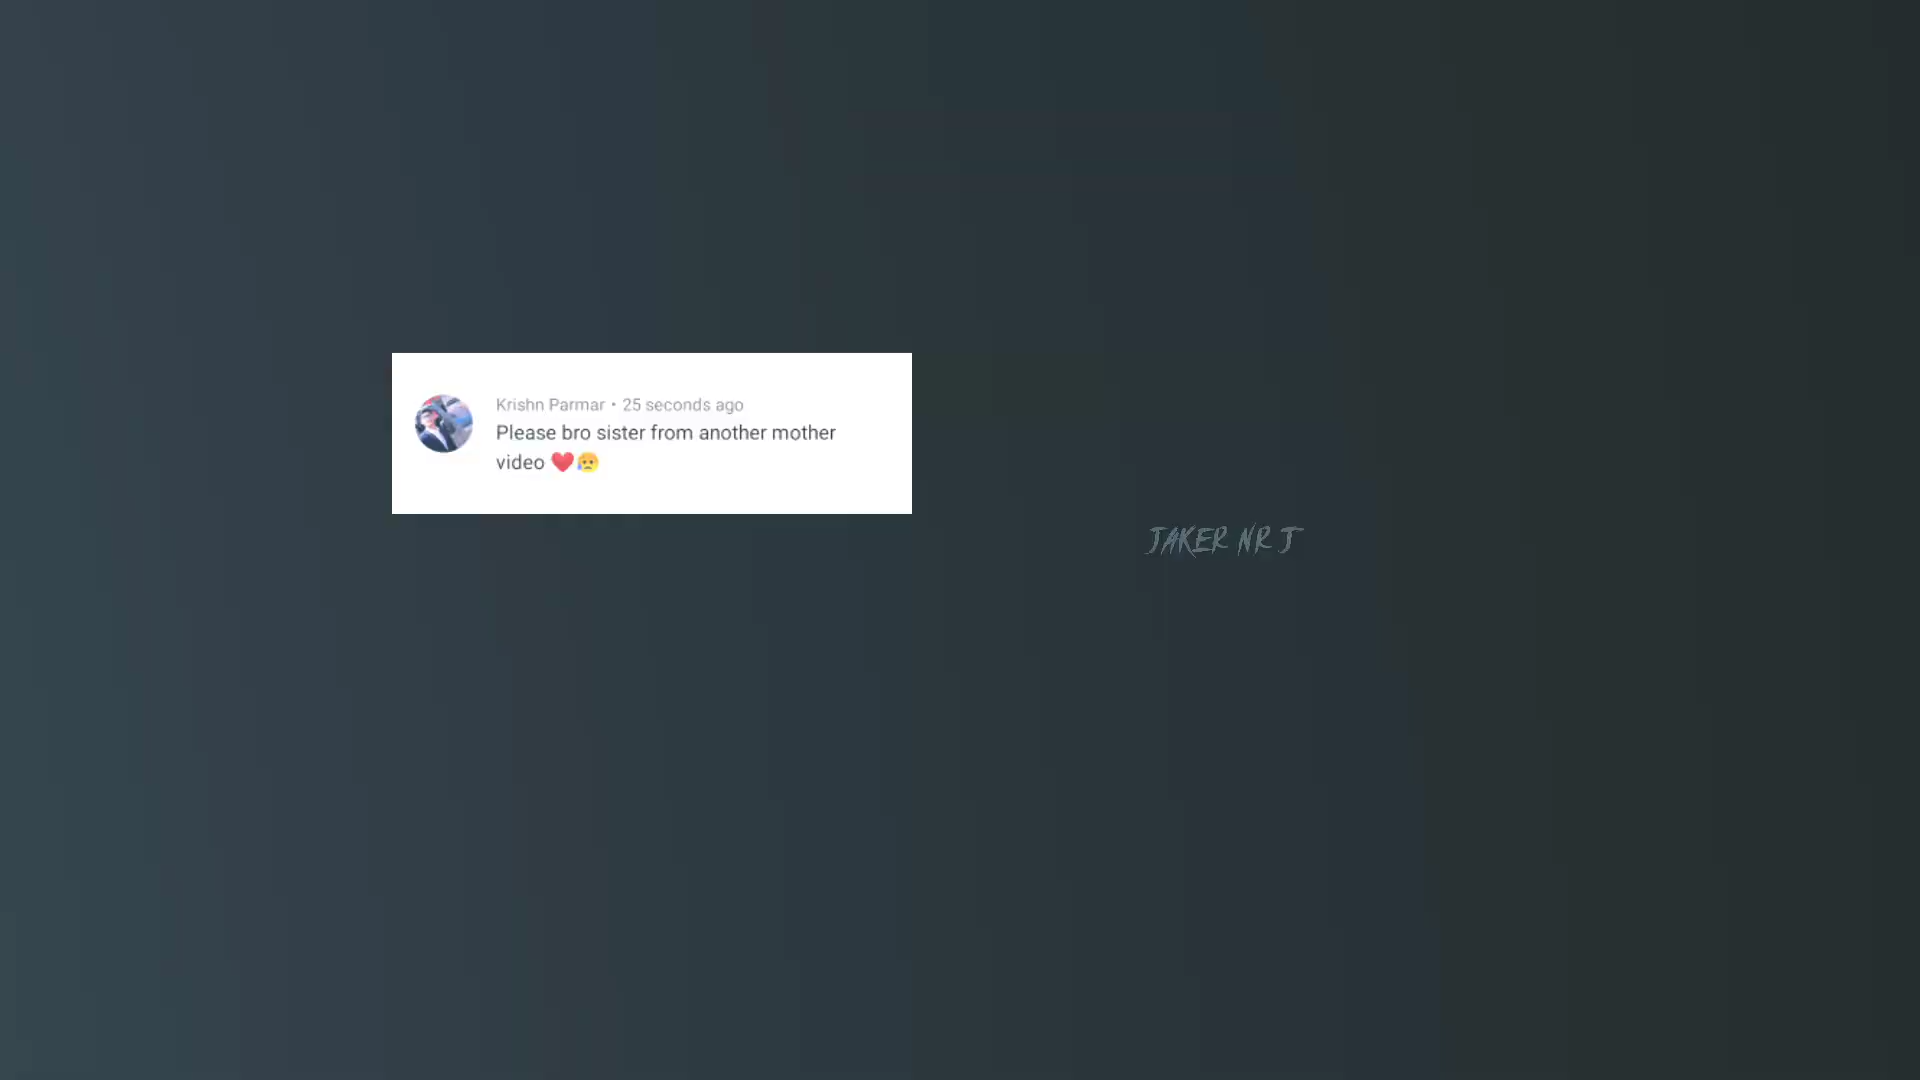 Krishn Parmar • 25 seconds ago
Please bro sister from another mother
video ❤️😥
JAKER NR J